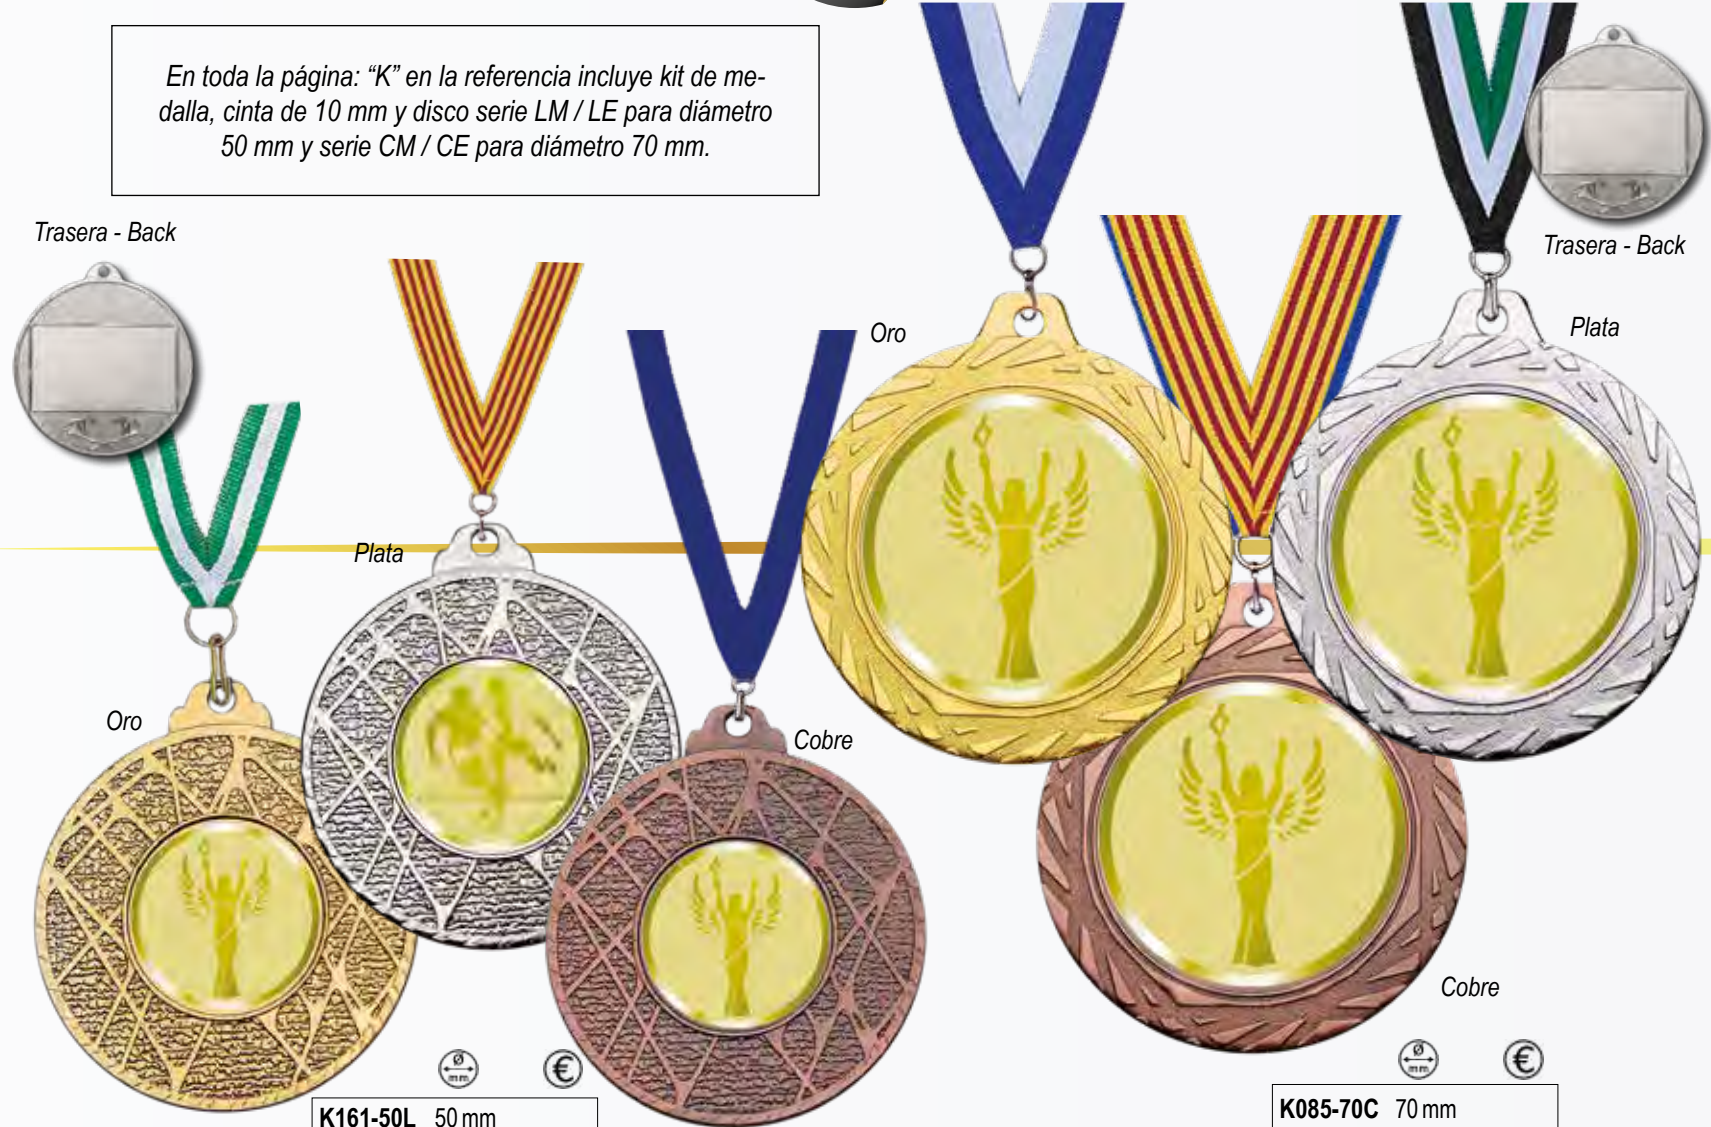 En toda la página: “K” en la referencia incluye kit de me-
dalla, cinta de 10 mm y disco serie LM / LE para diámetro
50 mm y serie CM / CE para diámetro 70 mm.
Trasera - Back
Trasera - Back
Oro
Plata
Plata
Oro
Cobre
Cobre
Ø
mm
€
Ø
mm
€
K161-50L 50 mm
K085-70C 70 mm